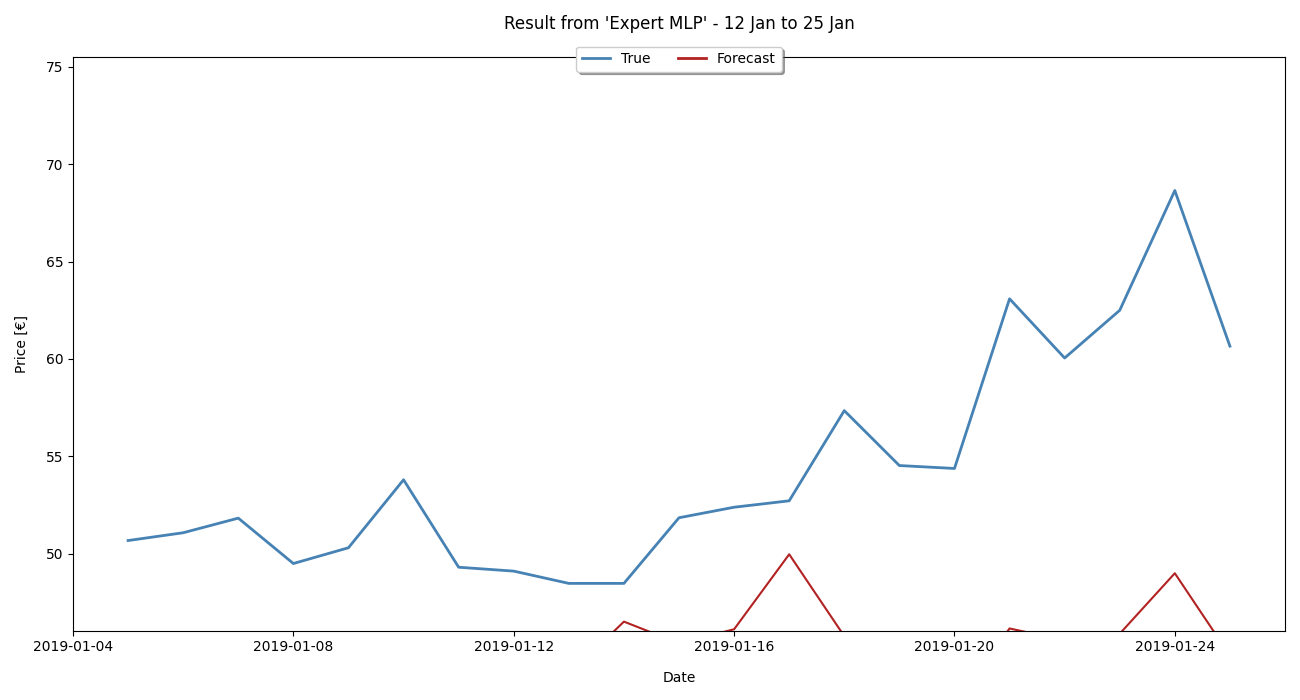 Result from 'Expert MLP' - 12 Jan to 25 Jan
True Forecast
75
70
65
60
55
50
Price [€]
2019-01-04 2019-01-08 2019-01-12 2019-01-16 2019-01-20 2019-01-24
Date